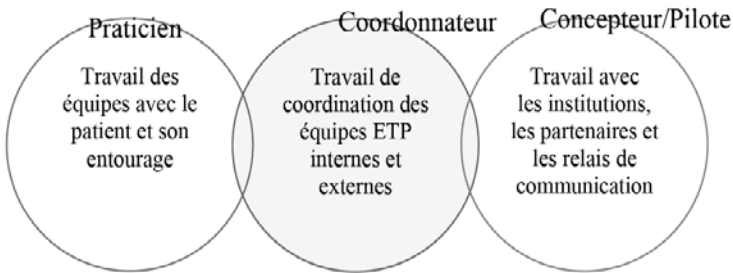 Praticien
Travail des
équipes avec le
patient et son
entourage
Coordonnateur
Travail de
coordination des
équipes ETP
internes et
externes
Concepteur/Pilote
Travail avec
les institutions,
les partenaires et
les relais de
communication